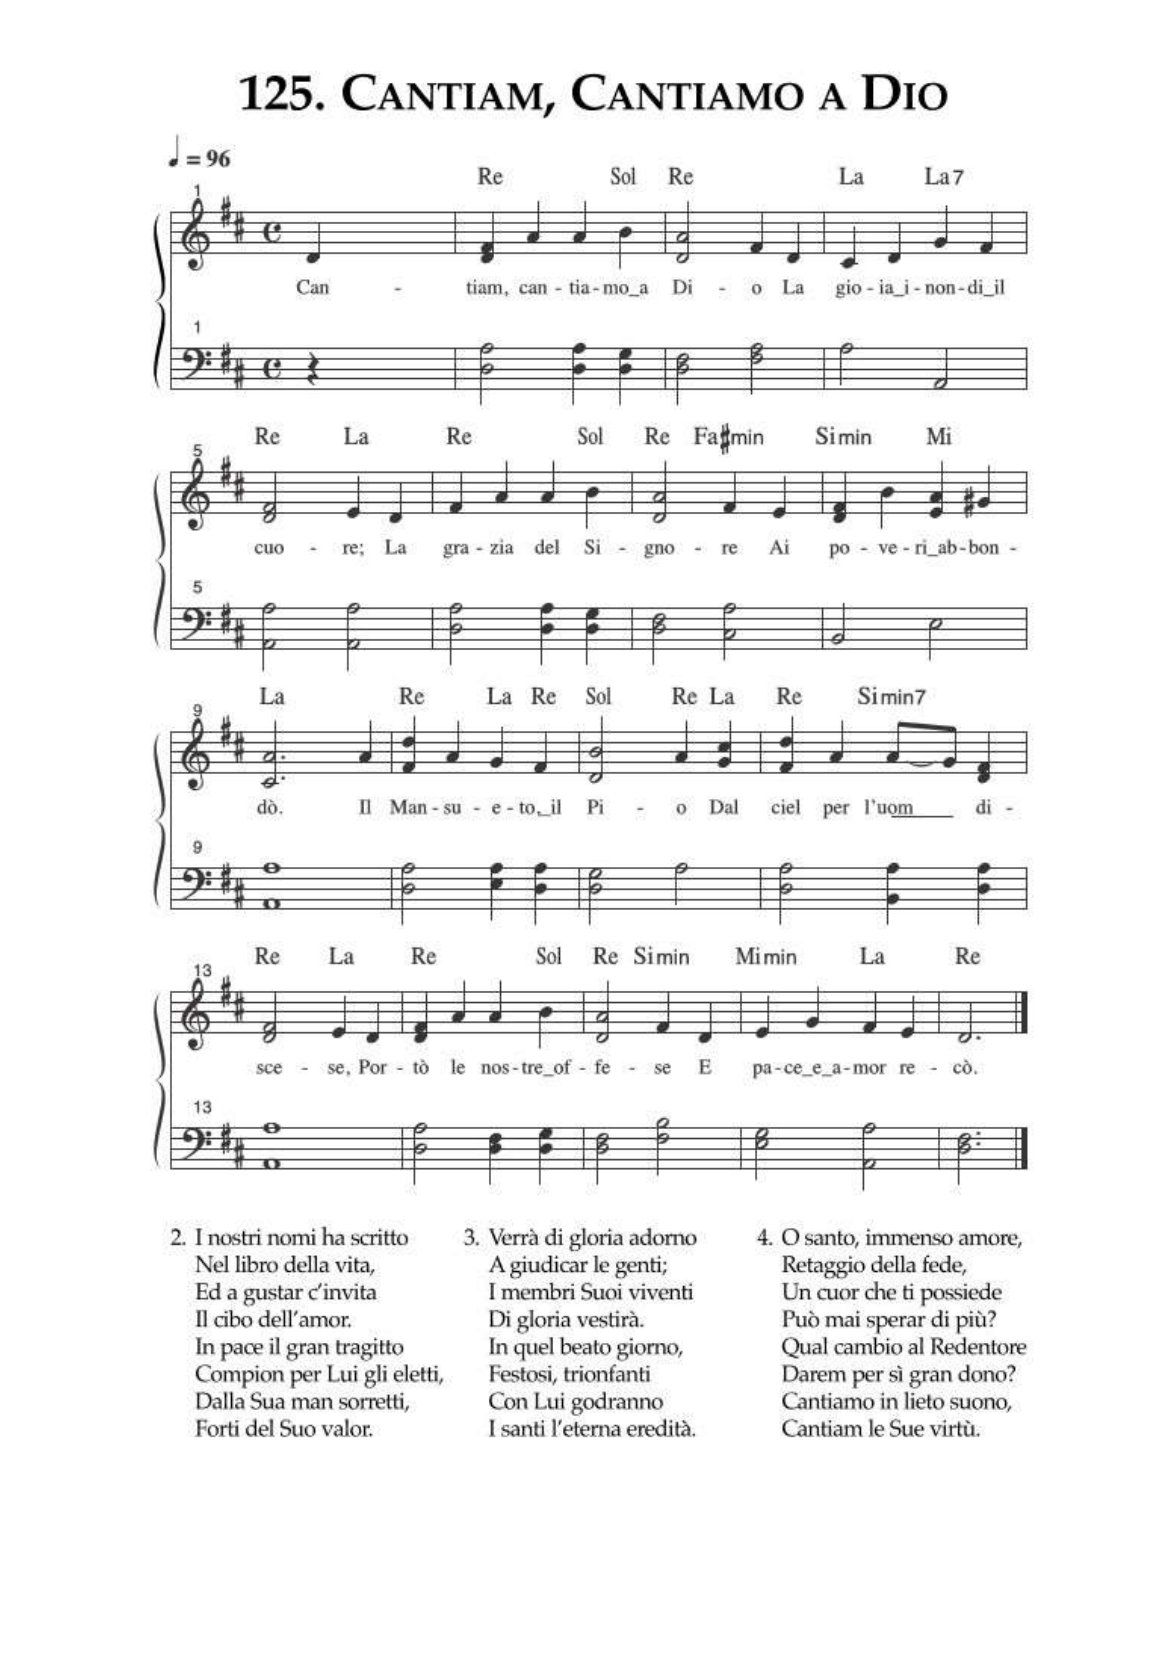 125. Cantiam, Cantiamo a Dio
♩ = 96
Re Sol Re La La7
1
Can - tiam, can - tia - mo_a Di - o La gio - ia_i - non - di_il
1
Re La Re Sol Re Fa♯min Simin Mi
5
cuo - re; La gra - zia del Si - gno - re Ai po - ve - ri_ab - bon -
5
La Re La Re Sol Re La Re Simin7
9
dò. Il Man - su - e - to,_il Pi - o Dal ciel per l'uom____ di -
9
Re La Re Sol Re Simin Mimin La Re
13
sce - se, Por - tò le nos - tre_of - fe - se E pa - ce_e_a - mor re - cò.
13
2. I nostri nomi ha scritto
Nel libro della vita,
Ed a gustar c'invita
Il cibo dell'amor.
In pace il gran tragitto
Compion per Lui gli eletti,
Dalla Sua man sorretti,
Forti del Suo valor.
3. Verrà di gloria adorno
A giudicar le genti;
I membri Suoi viventi
Di gloria vestirà.
In quel beato giorno,
Festosi, trionfanti
Con Lui godranno
I santi l'eterna eredità.
4. O santo, immenso amore,
Retaggio della fede,
Un cuor che ti possiede
Può mai sperar di più?
Qual cambio al Redentore
Darem per sì gran dono?
Cantiamo in lieto suono,
Cantiam le Sue virtù.